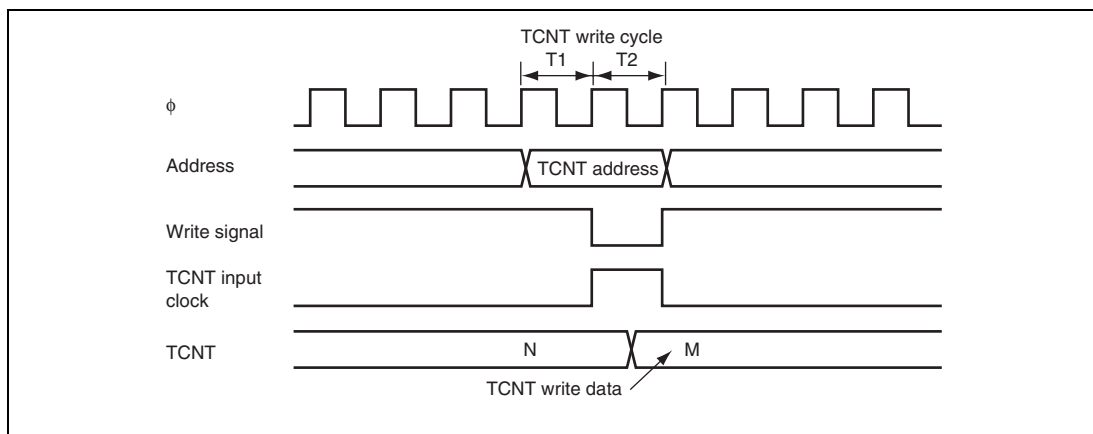 TCNT write cycle
T1 T2
ϕ
Address
TCNT address
Write signal
TCNT input
clock
TCNT
N M
TCNT write data